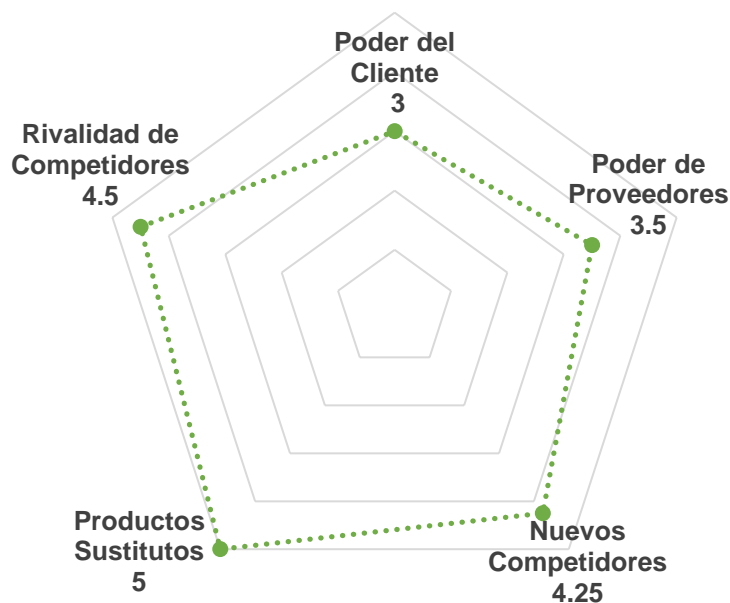 Poder del
Cliente
3
Poder de
Proveedores
3.5
Nuevos
Competidores
4.25
Productos
Sustitutos
5
Rivalidad de
Competidores
4.5